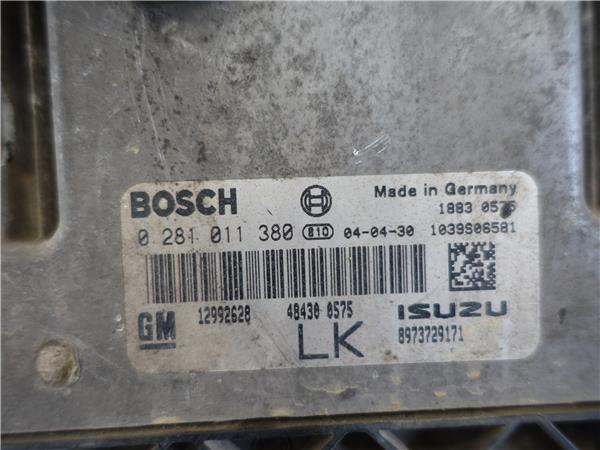 BOSCH
Made in Germany
1883 0575
0 281 011 380 810 04-04-30 1039S06581
GM 12992628 48430 0575 ISUZU
LK 8973729171